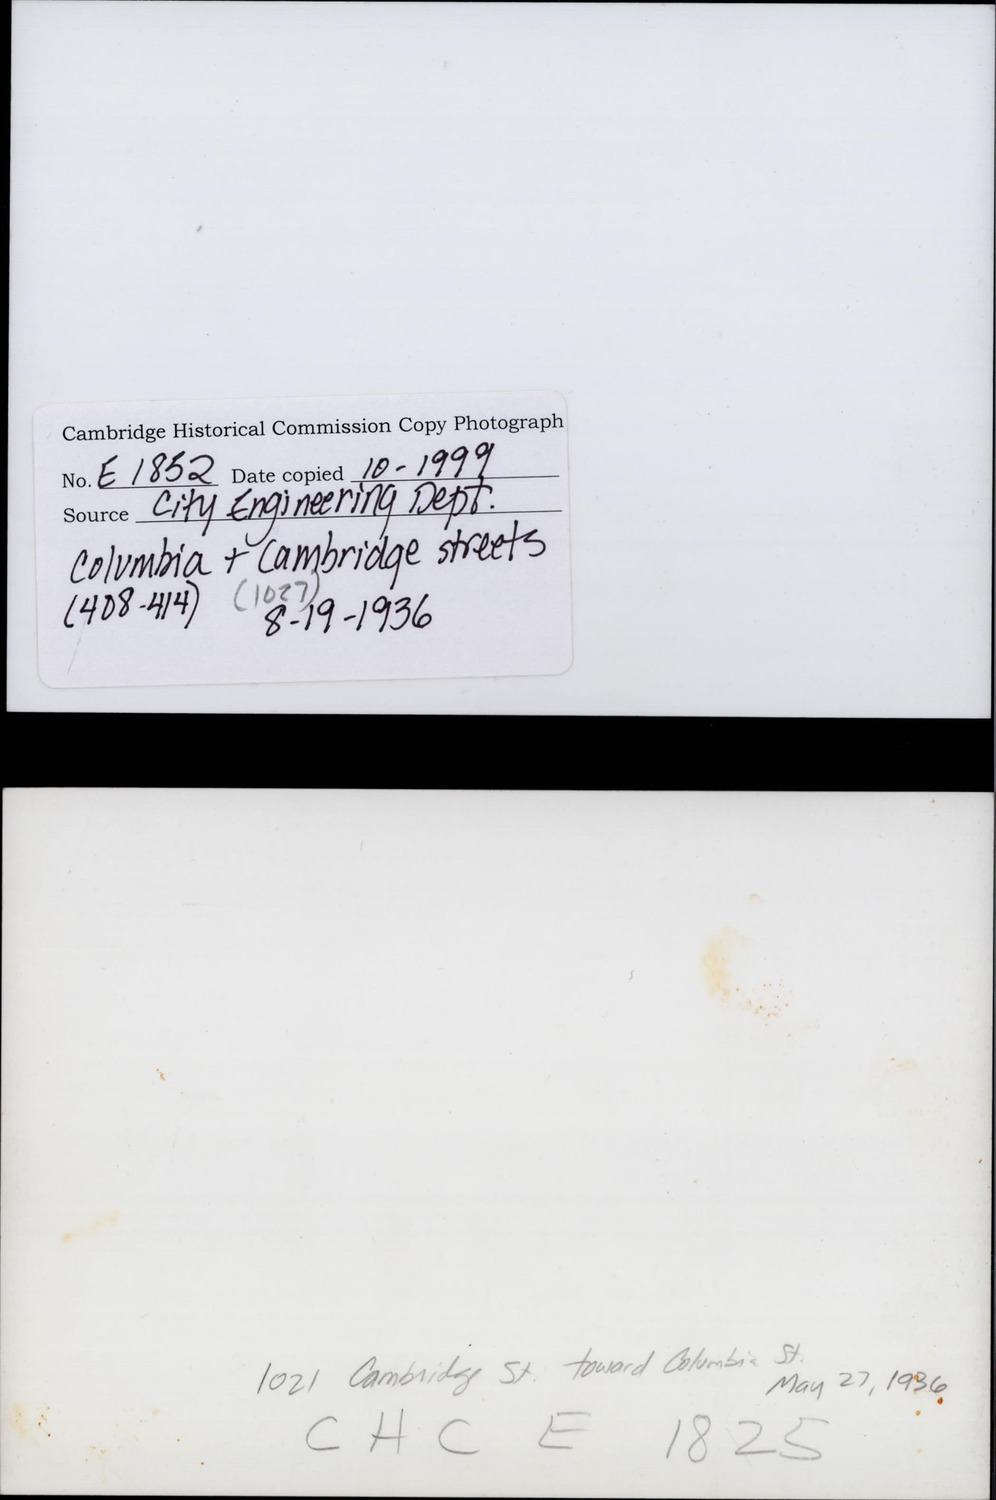 Cambridge Historical Commission Copy Photograph
No. E 1852 Date copied 10-1999
Source City Engineering Dept.
Columbia + Cambridge streets
(408-414) (1027)
8-19-1936
1021 Cambridge St. toward Columbia St.
May 27, 1936
CHC E 1825